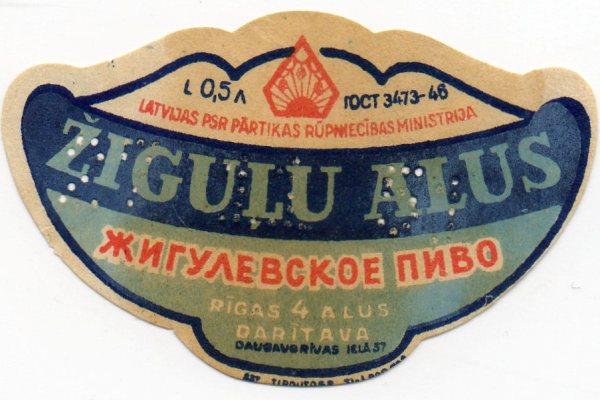 L 0,5 л
ГОСТ 3473-46
LATVIJAS PSR PĀRTIKAS RŪPNIECĪBAS MINISTRIJA
ŽIGUĻU ALUS
ЖИГУЛЕВСКОЕ ПИВО
RĪGAS 4 ALUS
DARĪTAVA
DAUGAVGRĪVAS IELĀ 57